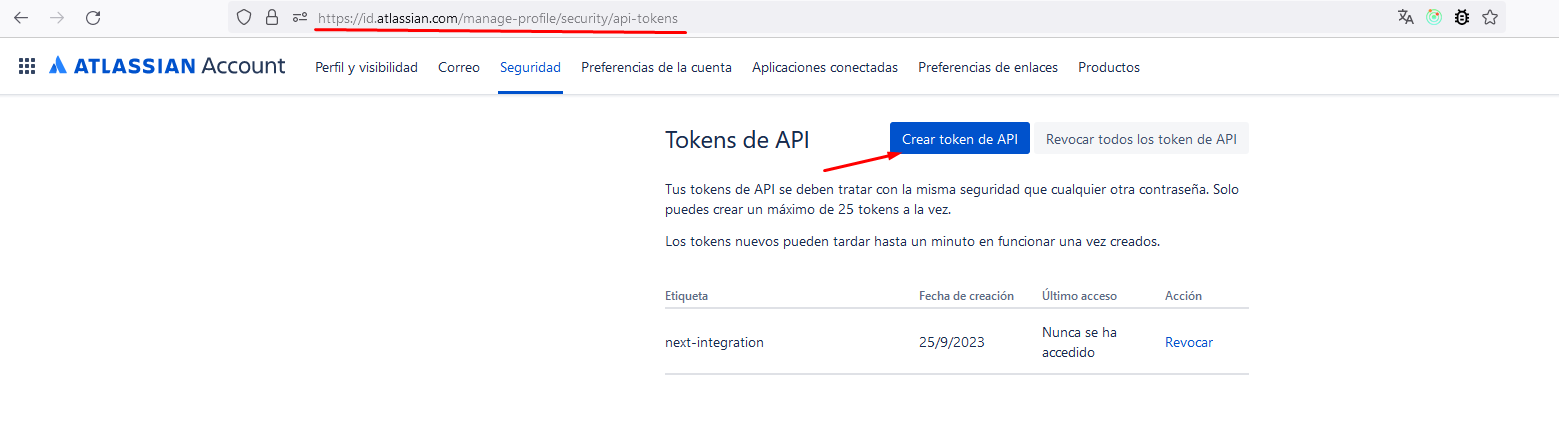 https://id.atlassian.com/manage-profile/security/api-tokens
ATLASSIAN Account Perfil y visibilidad Correo Seguridad Preferencias de la cuenta Aplicaciones conectadas Preferencias de enlaces Productos
Tokens de API Crear token de API Revocar todos los token de API
Tus tokens de API se deben tratar con la misma seguridad que cualquier otra contraseña. Solo
puedes crear un máximo de 25 tokens a la vez.
Los tokens nuevos pueden tardar hasta un minuto en funcionar una vez creados.
Etiqueta Fecha de creación Último acceso Acción
next-integration 25/9/2023 Nunca se ha Revocar
accedido